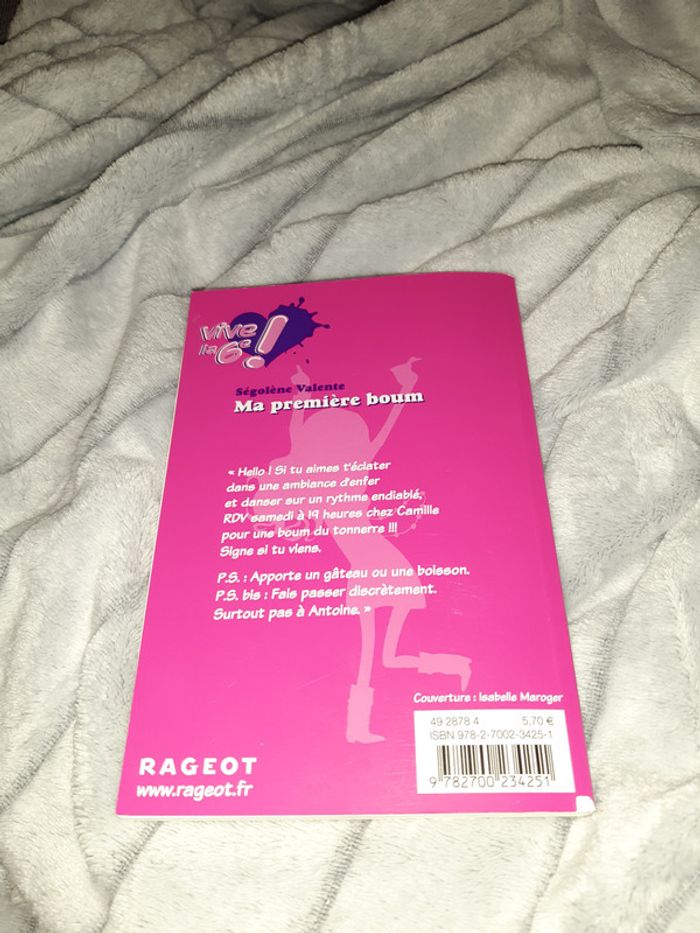 Vive
la 6e !
Ségolène Valente
Ma première boum
« Hello ! Si tu aimes t'éclater
dans une ambiance d'enfer
et danser sur un rythme endiablé,
RDV samedi à 19 heures chez Camille
pour une boum du tonnerre !!!
Signe si tu viens.
P.S. : Apporte un gâteau ou une boisson.
P.S. bis : Fais passer discrètement.
Surtout pas à Antoine. »
Couverture : Isabelle Maroger
49 2878 4 5,70 €
ISBN 978-2-7002-3425-1
9 782700 234251
RAGEOT
www.rageot.fr